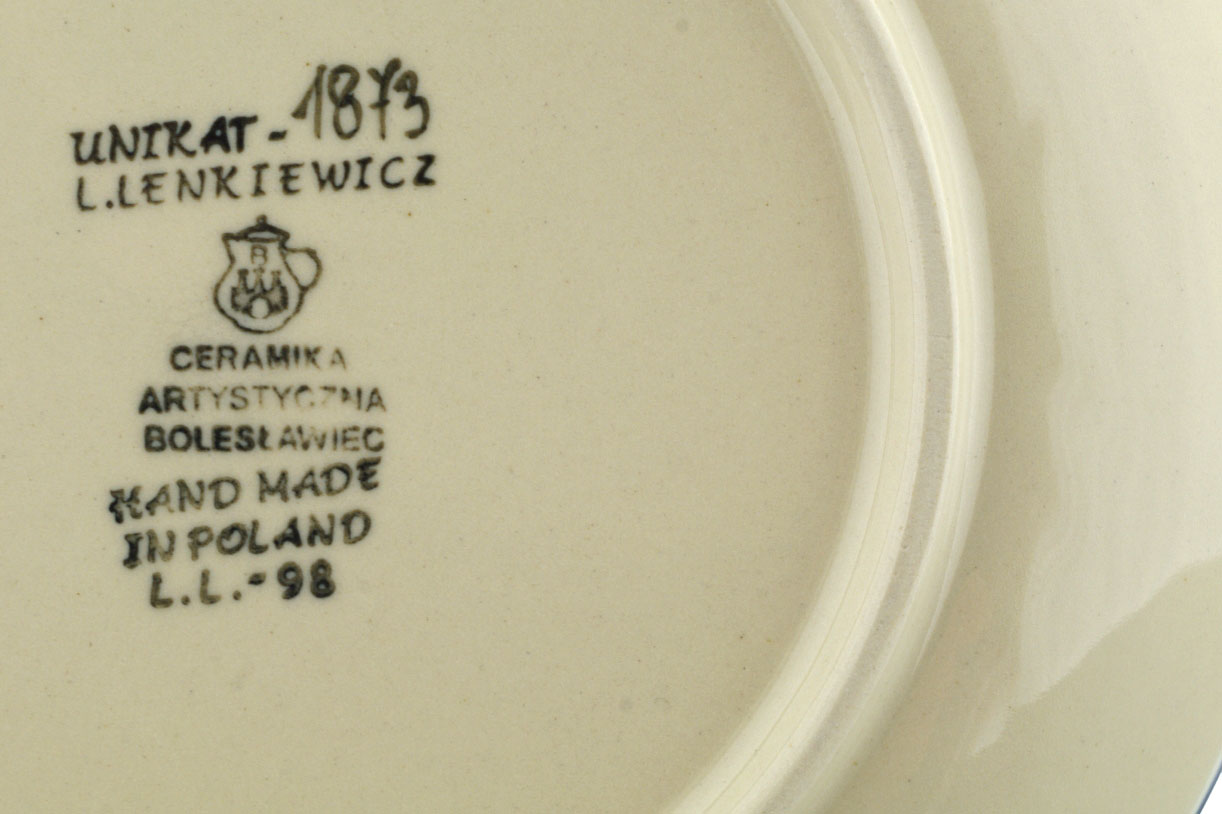 UNIKAT - 1873
L. LENKIEWICZ
B
CERAMIKA
ARTYSTYCZNA
BOLESŁAWIEC
HAND MADE
IN POLAND
L.L.-98